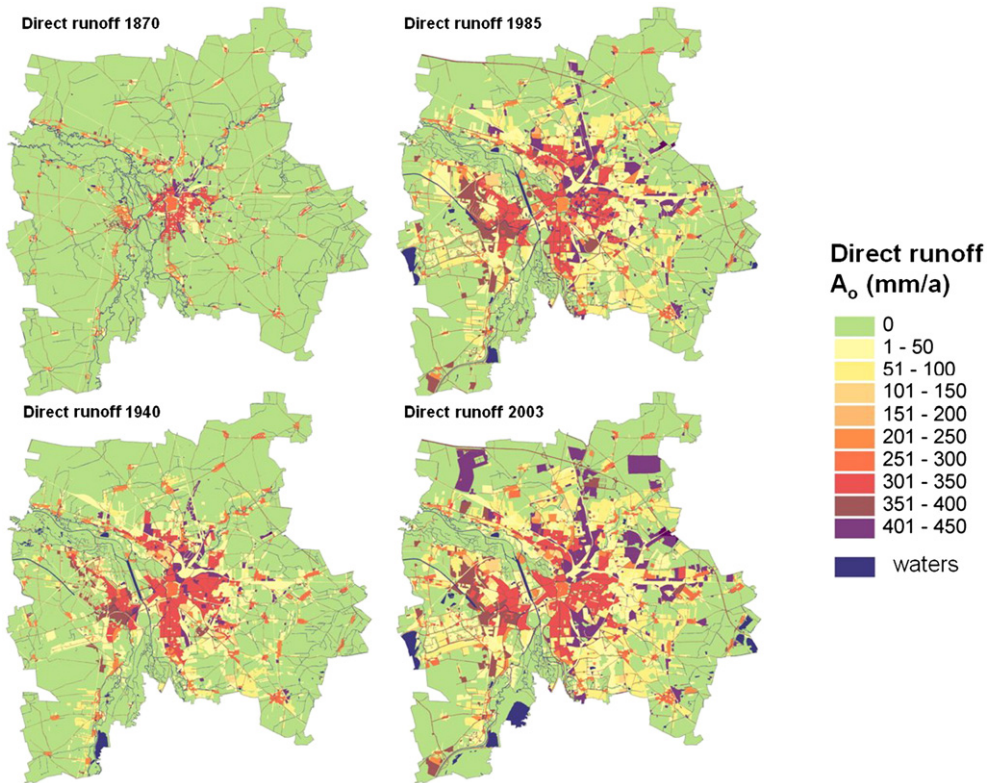 Direct runoff 1870
Direct runoff 1985
Direct runoff 1940
Direct runoff 2003
Direct runoff
Aₒ (mm/a)
0
1 - 50
51 - 100
101 - 150
151 - 200
201 - 250
251 - 300
301 - 350
351 - 400
401 - 450
waters